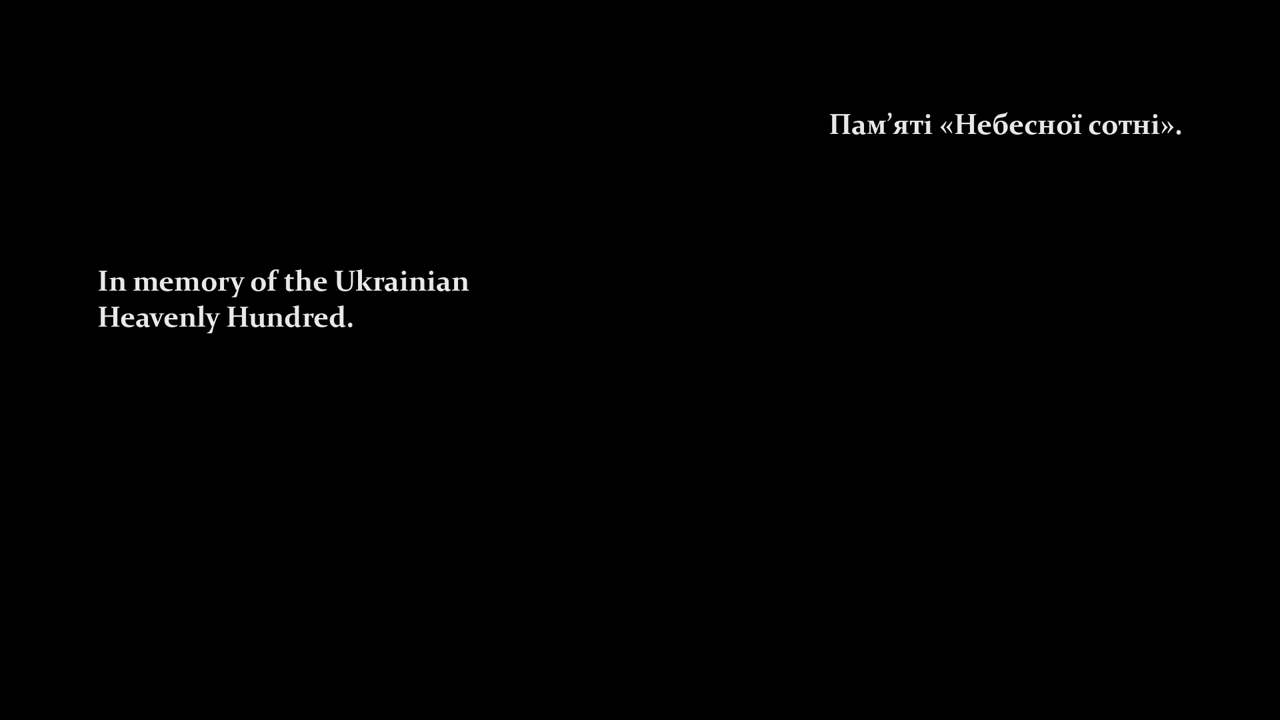 Пам’яті «Небесної сотні».
In memory of the Ukrainian
Heavenly Hundred.